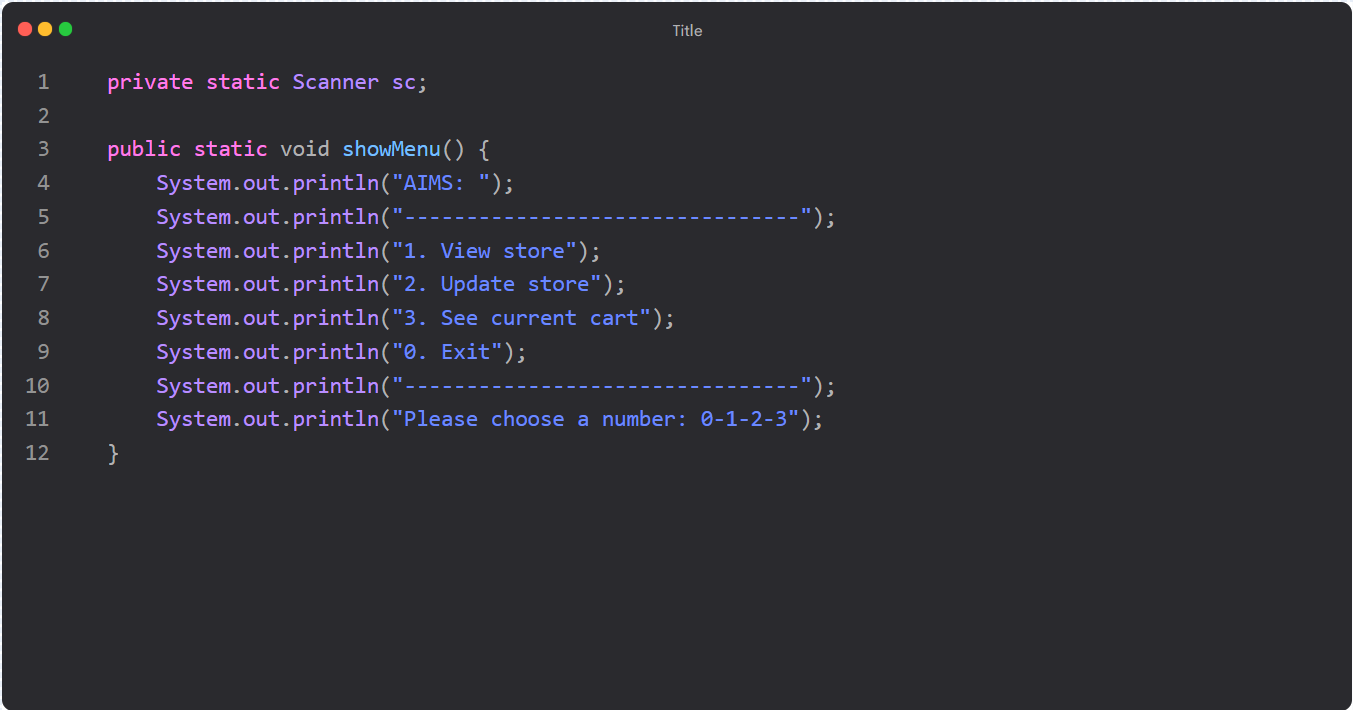 Title
1 private static Scanner sc;
2
3 public static void showMenu() {
4 System.out.println("AIMS: ");
5 System.out.println("--------------------------------");
6 System.out.println("1. View store");
7 System.out.println("2. Update store");
8 System.out.println("3. See current cart");
9 System.out.println("0. Exit");
10 System.out.println("--------------------------------");
11 System.out.println("Please choose a number: 0-1-2-3");
12 }